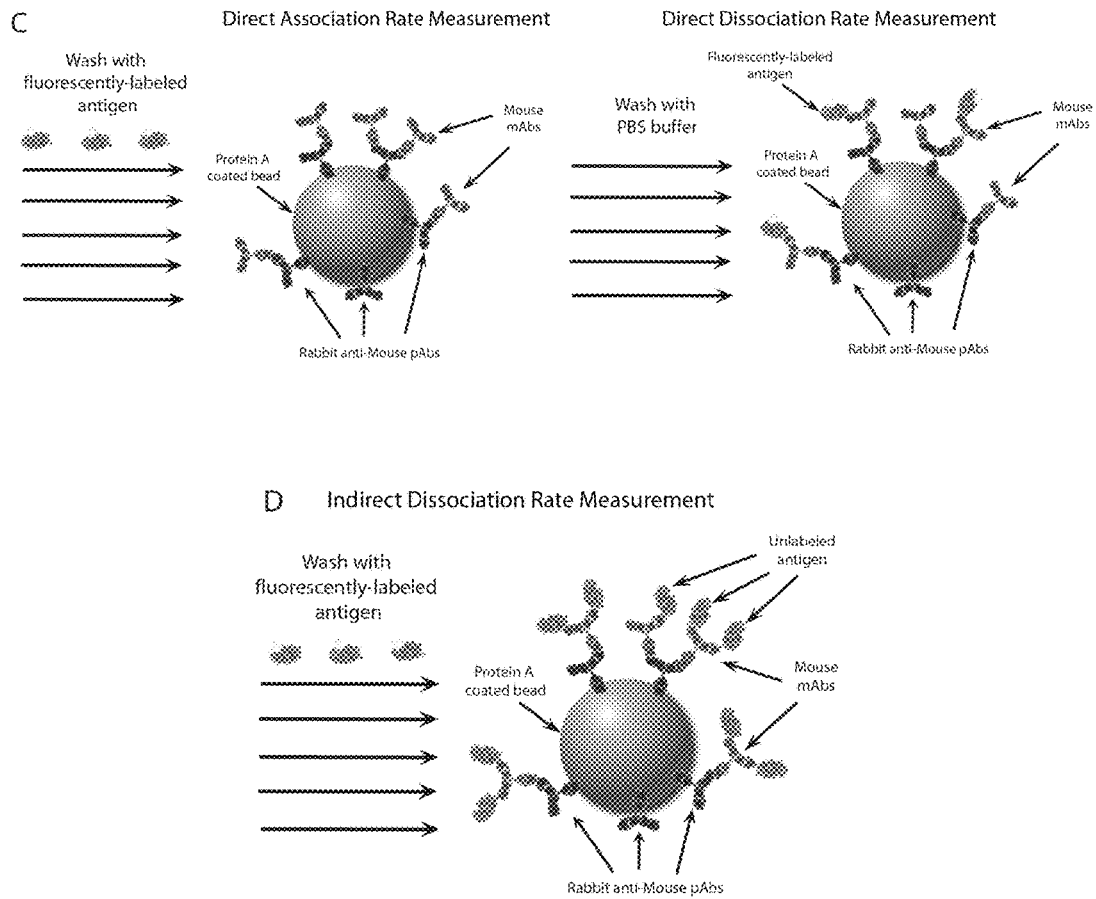 C
Direct Association Rate Measurement
Wash with
fluorescently-labeled
antigen
Protein A
coated bead
Mouse
mAbs
Rabbit anti-Mouse pAbs
Direct Dissociation Rate Measurement
Fluorescently-labeled
antigen
Wash with
PBS buffer
Protein A
coated bead
Mouse
mAbs
Rabbit anti-Mouse pAbs
D
Indirect Dissociation Rate Measurement
Wash with
fluorescently-labeled
antigen
Unlabeled
antigen
Protein A
coated bead
Mouse
mAbs
Rabbit anti-Mouse pAbs